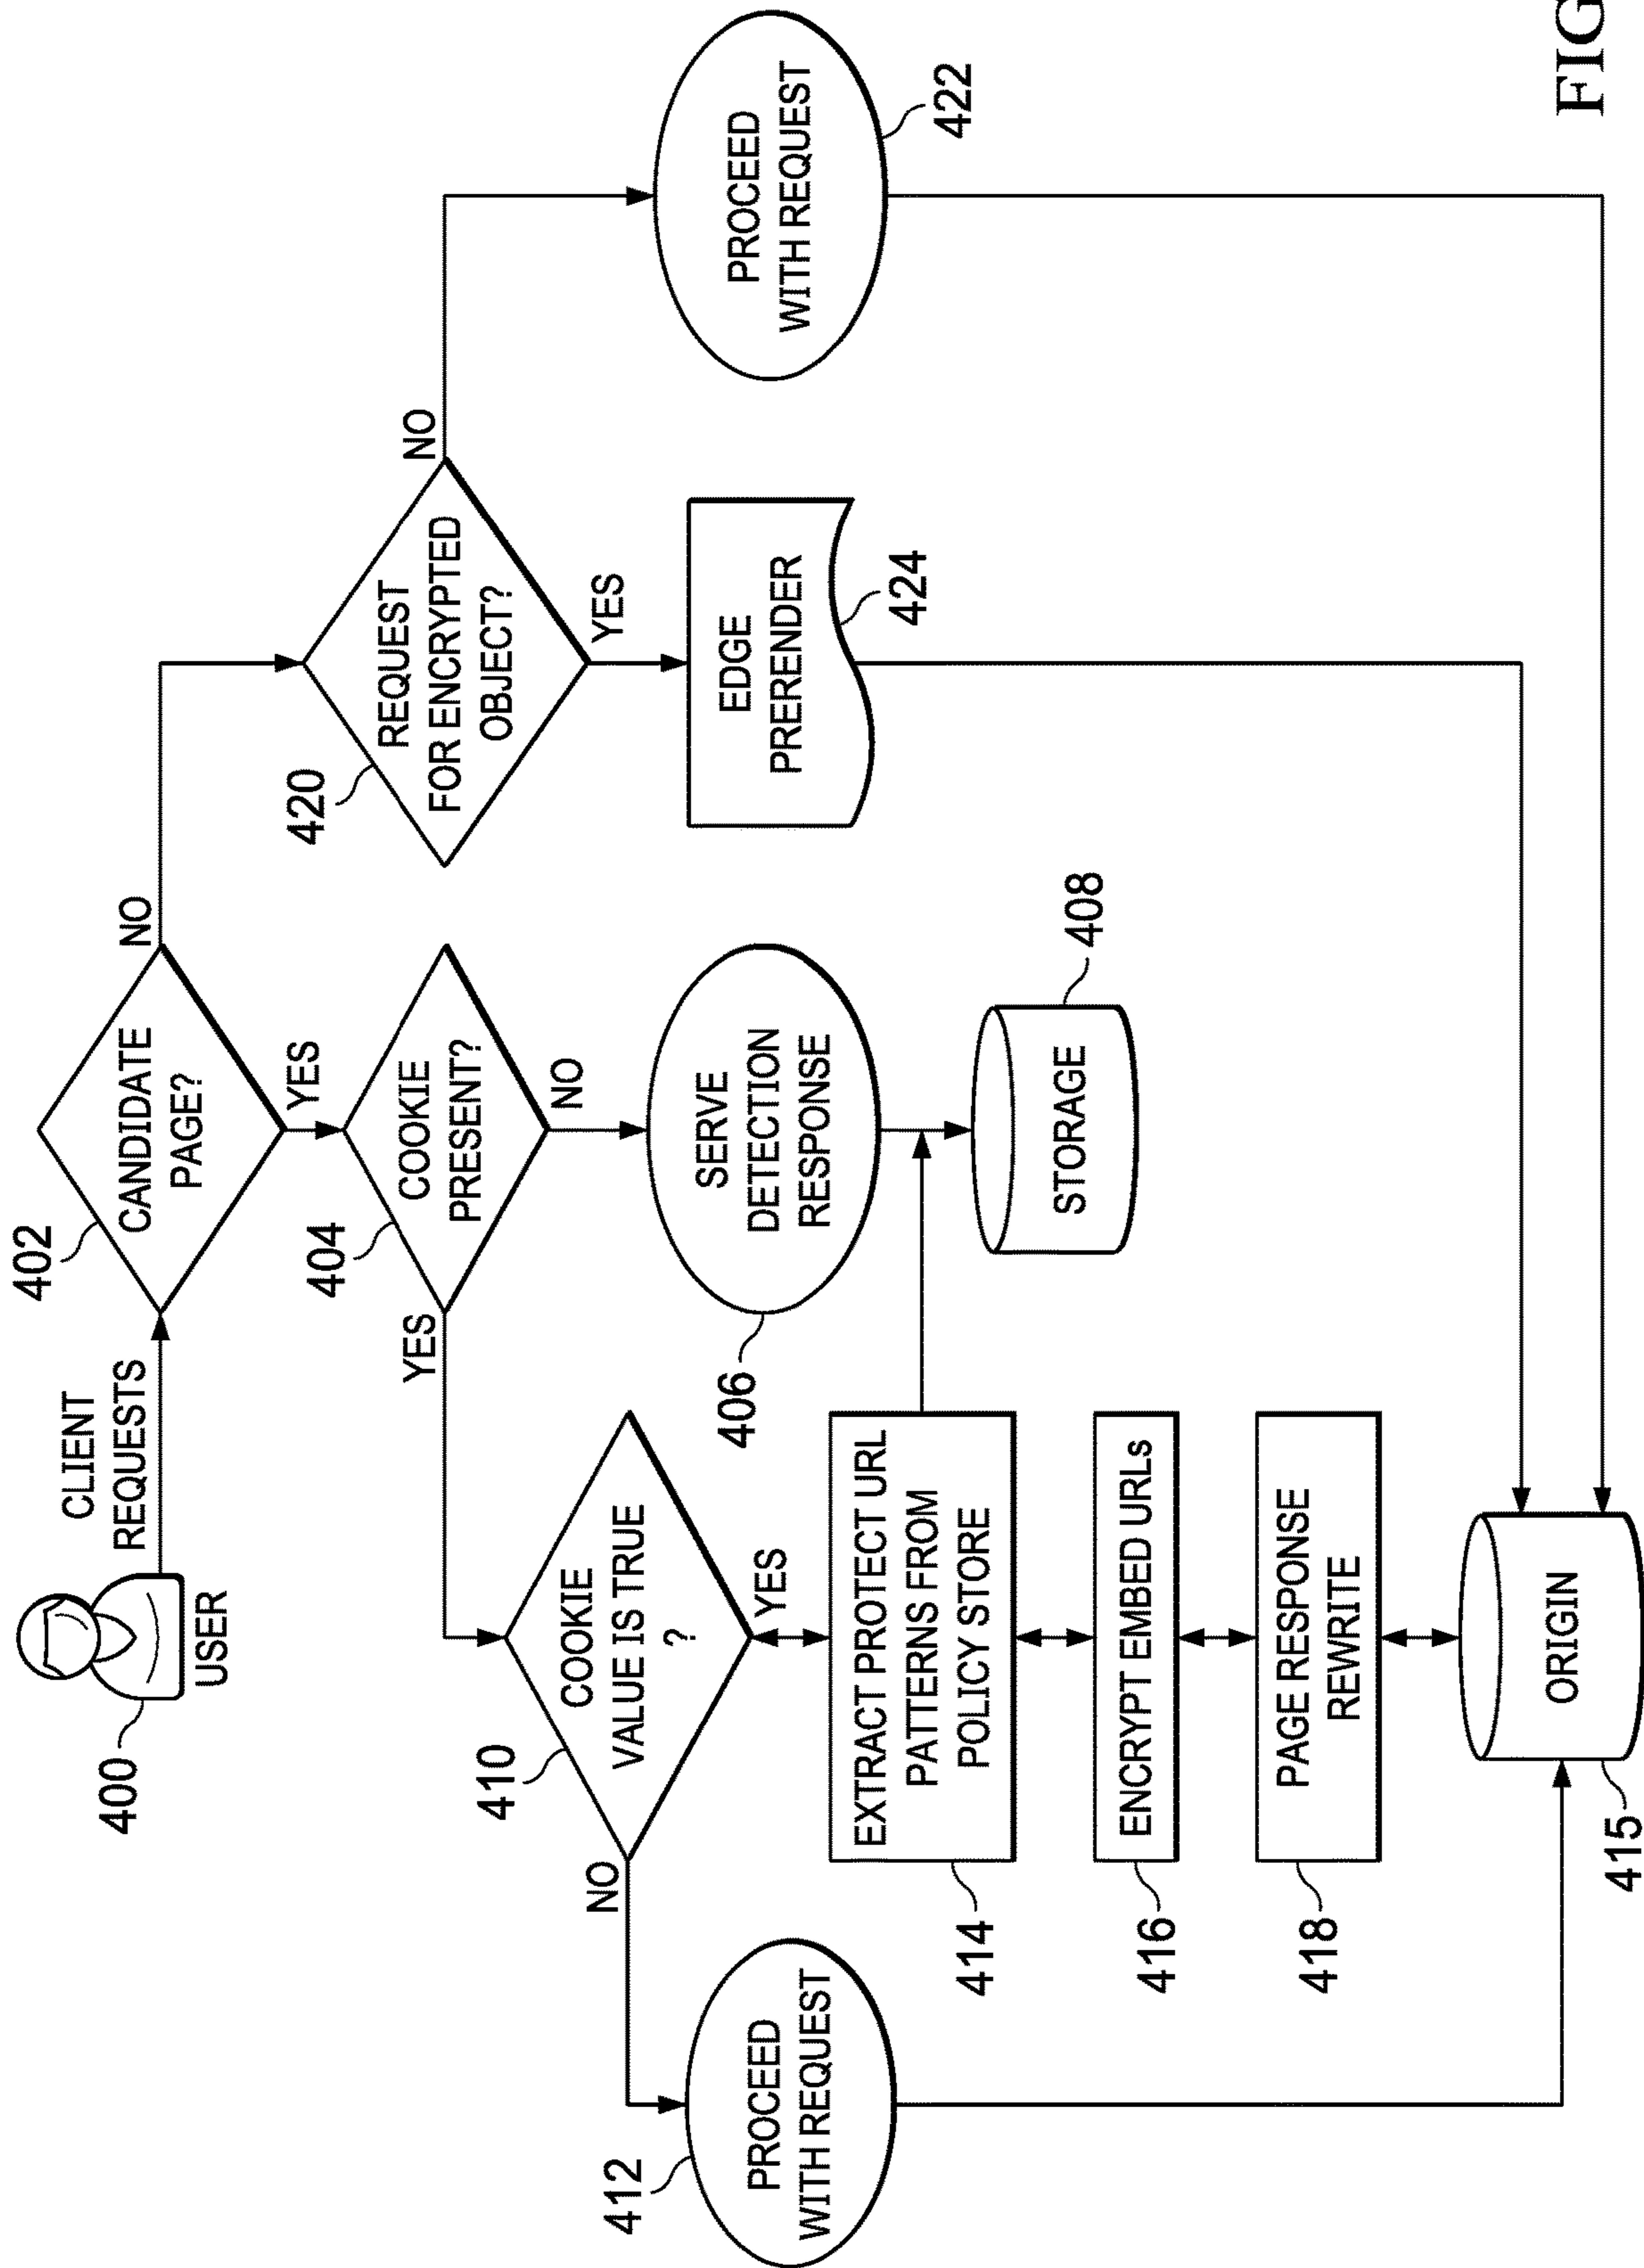 400
USER
CLIENT
REQUESTS
402
CANDIDATE
PAGE?
NO
YES
404
COOKIE
PRESENT?
YES
NO
420
REQUEST
FOR ENCRYPTED
OBJECT?
NO
YES
410
COOKIE
VALUE IS TRUE
?
NO
YES
412
PROCEED
WITH REQUEST
406
SERVE
DETECTION
RESPONSE
EDGE
PRERENDER
424
PROCEED
WITH REQUEST
422
414
EXTRACT PROTECT URL
PATTERNS FROM
POLICY STORE
STORAGE
408
416
ENCRYPT EMBED URLs
418
PAGE RESPONSE
REWRITE
ORIGIN
415
FIG